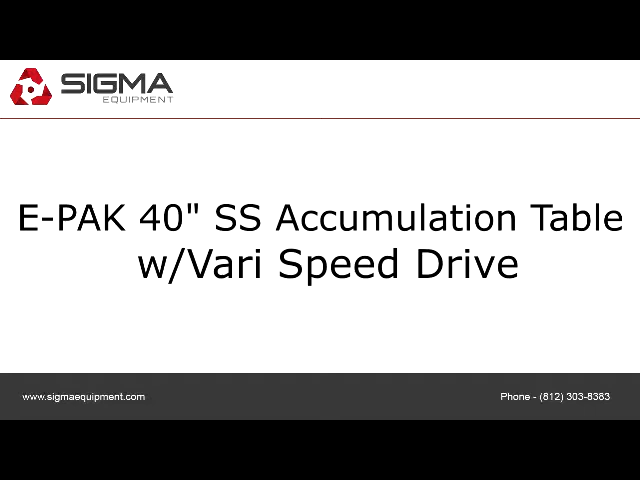 SIGMA
EQUIPMENT
E-PAK 40" SS Accumulation Table
w/Vari Speed Drive
www.sigmaequipment.com
Phone - (812) 303-8383